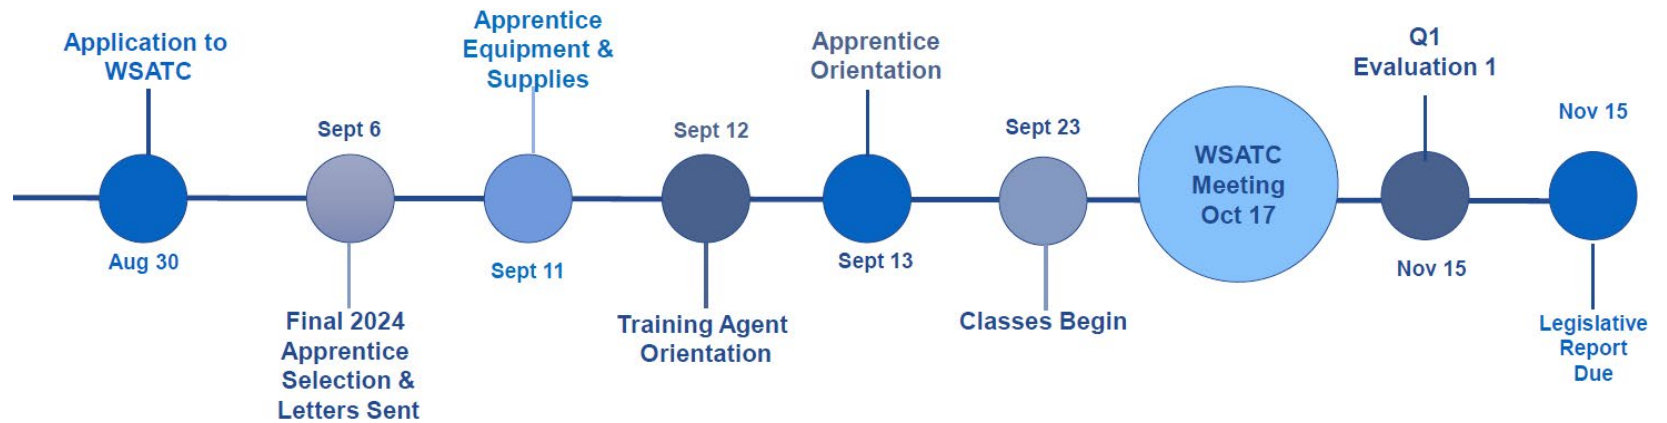 Application to
WSATC
Aug 30
Sept 6
Final 2024
Apprentice
Selection &
Letters Sent
Apprentice
Equipment &
Supplies
Sept 11
Sept 12
Training Agent
Orientation
Apprentice
Orientation
Sept 13
Sept 23
Classes Begin
WSATC
Meeting
Oct 17
Q1
Evaluation 1
Nov 15
Nov 15
Legislative
Report
Due